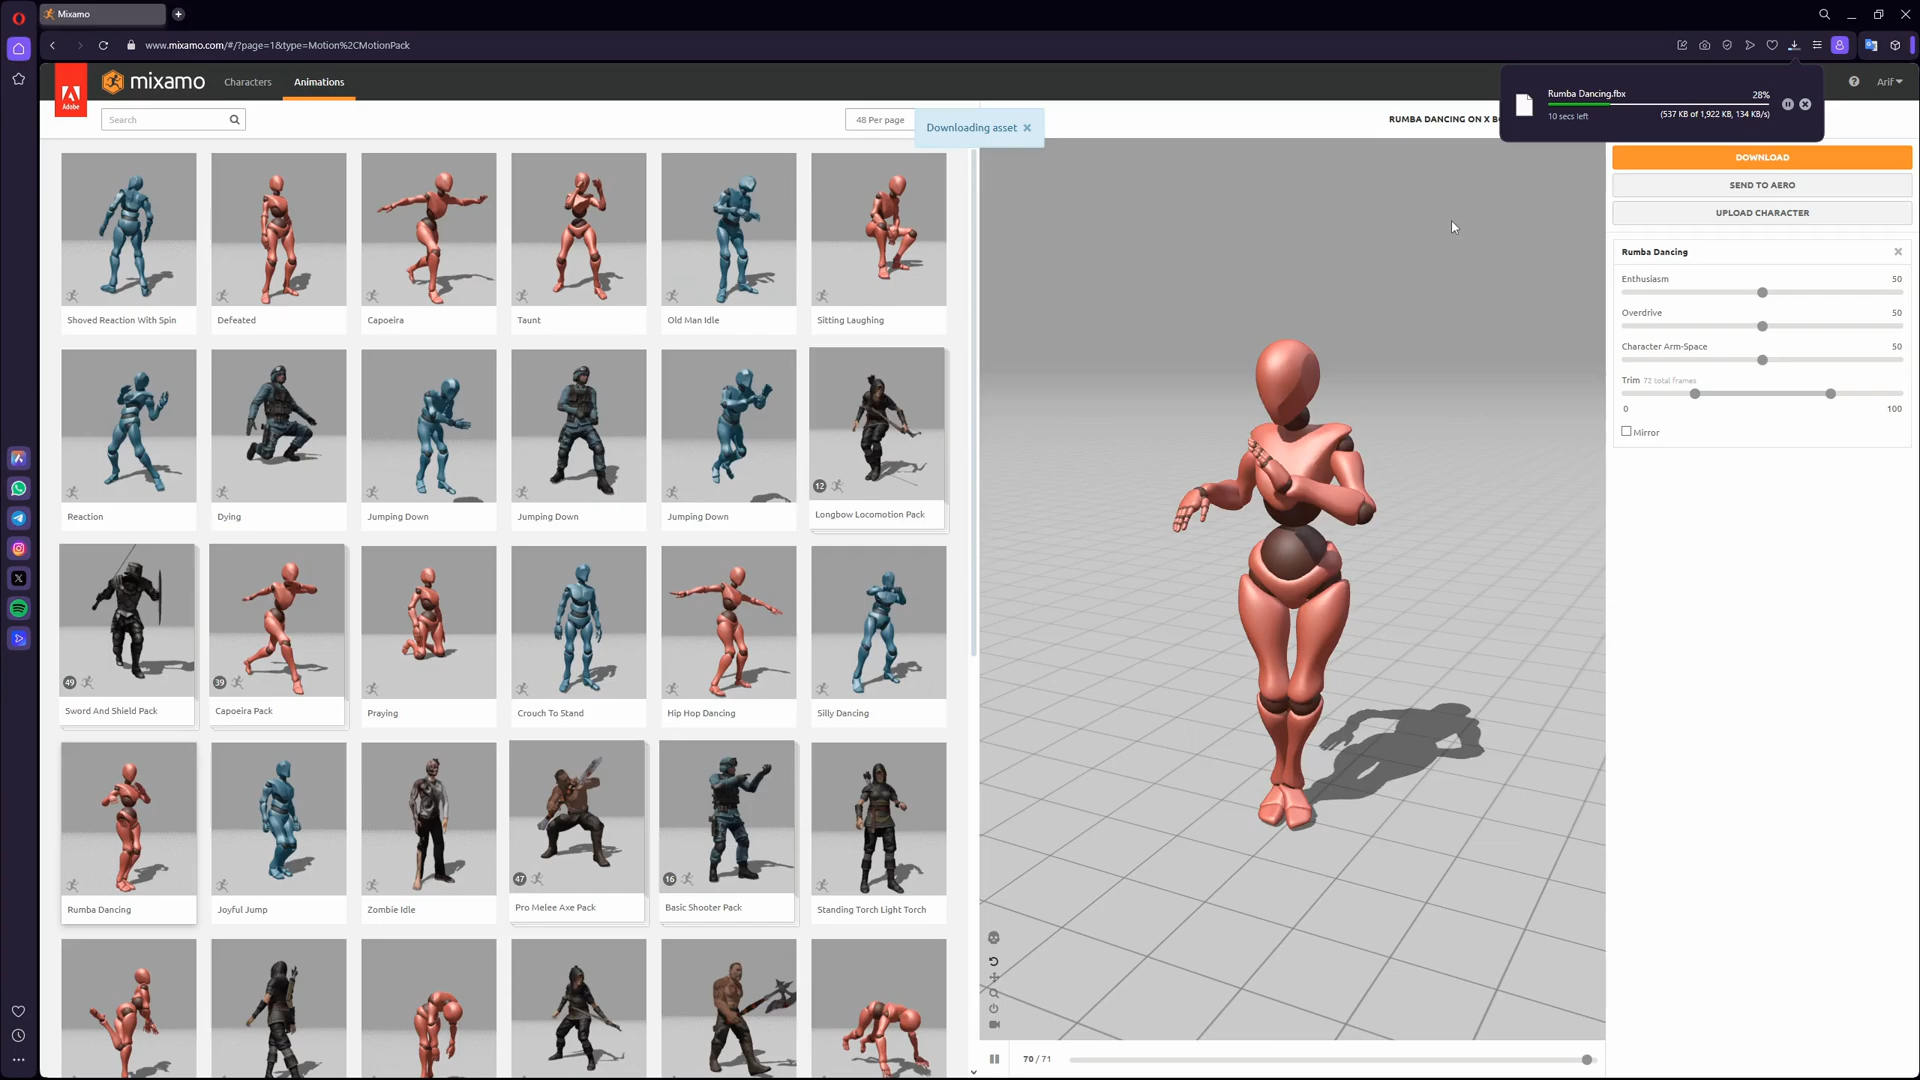 Mixamo
www.mixamo.com/#/?page=1&type=Motion%2CMotionPack
Rumba Dancing.fbx
28%
10 secs left
(537 KB of 1,922 KB, 134 KB/s)
Adobe
mixamo
Characters
Animations
Arif
Search
48 Per page
Downloading asset
RUMBA DANCING ON X B
DOWNLOAD
SEND TO AERO
UPLOAD CHARACTER
Rumba Dancing
Enthusiasm 50
Overdrive 50
Character Arm-Space 50
Trim 72 total frames
0 100
Mirror
Shoved Reaction With Spin
Defeated
Capoeira
Taunt
Old Man Idle
Sitting Laughing
Reaction
Dying
Jumping Down
Jumping Down
Jumping Down
12
Longbow Locomotion Pack
49
Sword And Shield Pack
39
Capoeira Pack
Praying
Crouch To Stand
Hip Hop Dancing
Silly Dancing
Rumba Dancing
Joyful Jump
Zombie Idle
47
Pro Melee Axe Pack
16
Basic Shooter Pack
Standing Torch Light Torch
70 / 71